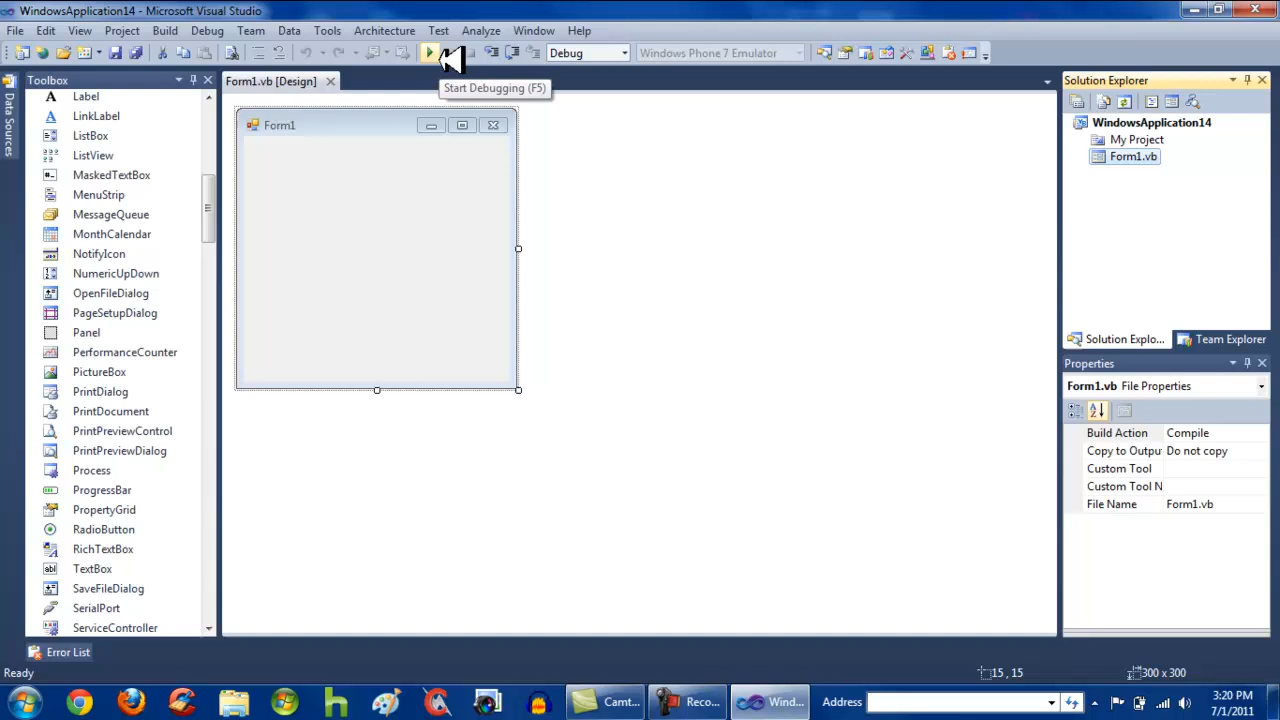 WindowsApplication14 - Microsoft Visual Studio
File Edit View Project Build Debug Team Data Tools Architecture Test Analyze Window Help
Debug Windows Phone 7 Emulator
Start Debugging (F5)
Data Sources
Toolbox
Label
LinkLabel
ListBox
ListView
MaskedTextBox
MenuStrip
MessageQueue
MonthCalendar
NotifyIcon
NumericUpDown
OpenFileDialog
PageSetupDialog
Panel
PerformanceCounter
PictureBox
PrintDialog
PrintDocument
PrintPreviewControl
PrintPreviewDialog
Process
ProgressBar
PropertyGrid
RadioButton
RichTextBox
TextBox
SaveFileDialog
SerialPort
ServiceController
Form1.vb [Design]
Form1
Solution Explorer
WindowsApplication14
My Project
Form1.vb
Solution Explo... Team Explorer
Properties
Form1.vb File Properties
Build Action Compile
Copy to Outpu Do not copy
Custom Tool
Custom Tool N
File Name Form1.vb
Error List
Ready 15 , 15 300 x 300
Camt... Reco... Wind... Address
3:20 PM
7/1/2011